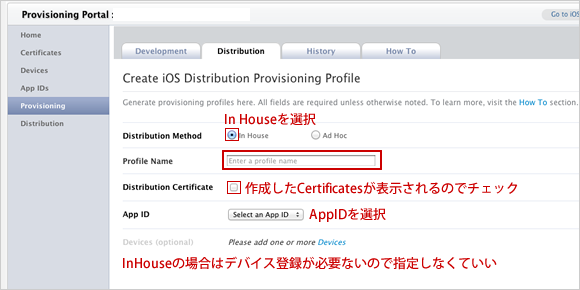 Provisioning Portal :
Go to iOS
Home
Certificates
Devices
App IDs
Provisioning
Distribution
Development
Distribution
History
How To
Create iOS Distribution Provisioning Profile
Generate provisioning profiles here. All fields are required unless otherwise noted. To learn more, visit the How To section.
In Houseを選択
Distribution Method In House Ad Hoc
Profile Name Enter a profile name
Distribution Certificate 作成したCertificatesが表示されるのでチェック
App ID Select an App ID AppIDを選択
Devices (optional) Please add one or more Devices
InHouseの場合はデバイス登録が必要ないので指定しなくていい